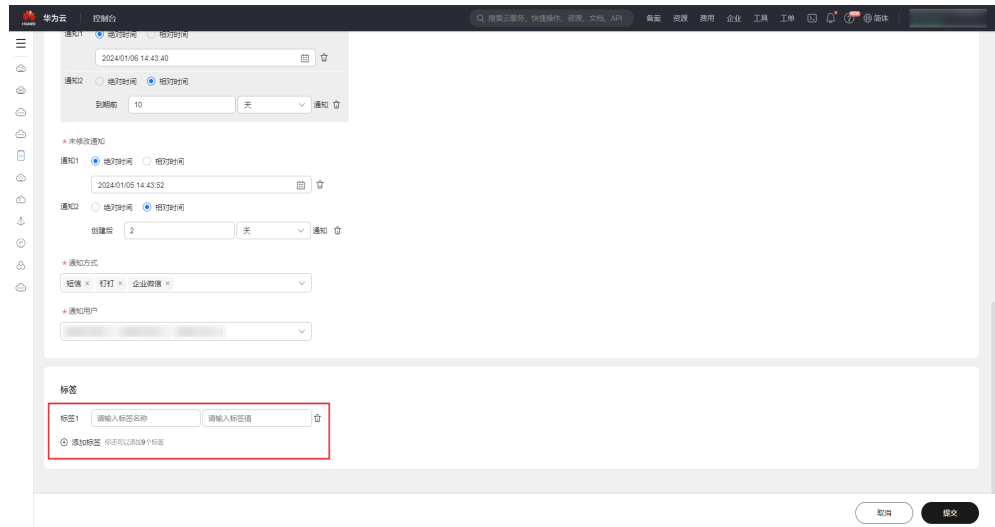 HUAWEI 华为云 控制台 搜索云服务、快捷操作、资源、文档、API 备案 资源 费用 企业 工具 工单 简体
通知1 绝对时间 相对时间
2024/01/06 14:43:40
通知2 绝对时间 相对时间
到期前 10 天 通知
* 未修改通知
通知1 绝对时间 相对时间
2024/01/05 14:43:52
通知2 绝对时间 相对时间
创建后 2 天 通知
* 通知方式
短信 × 钉钉 × 企业微信 ×
* 通知用户
标签
标签1 请输入标签名称 请输入标签值
添加标签 你还可以添加9个标签
取消 提交